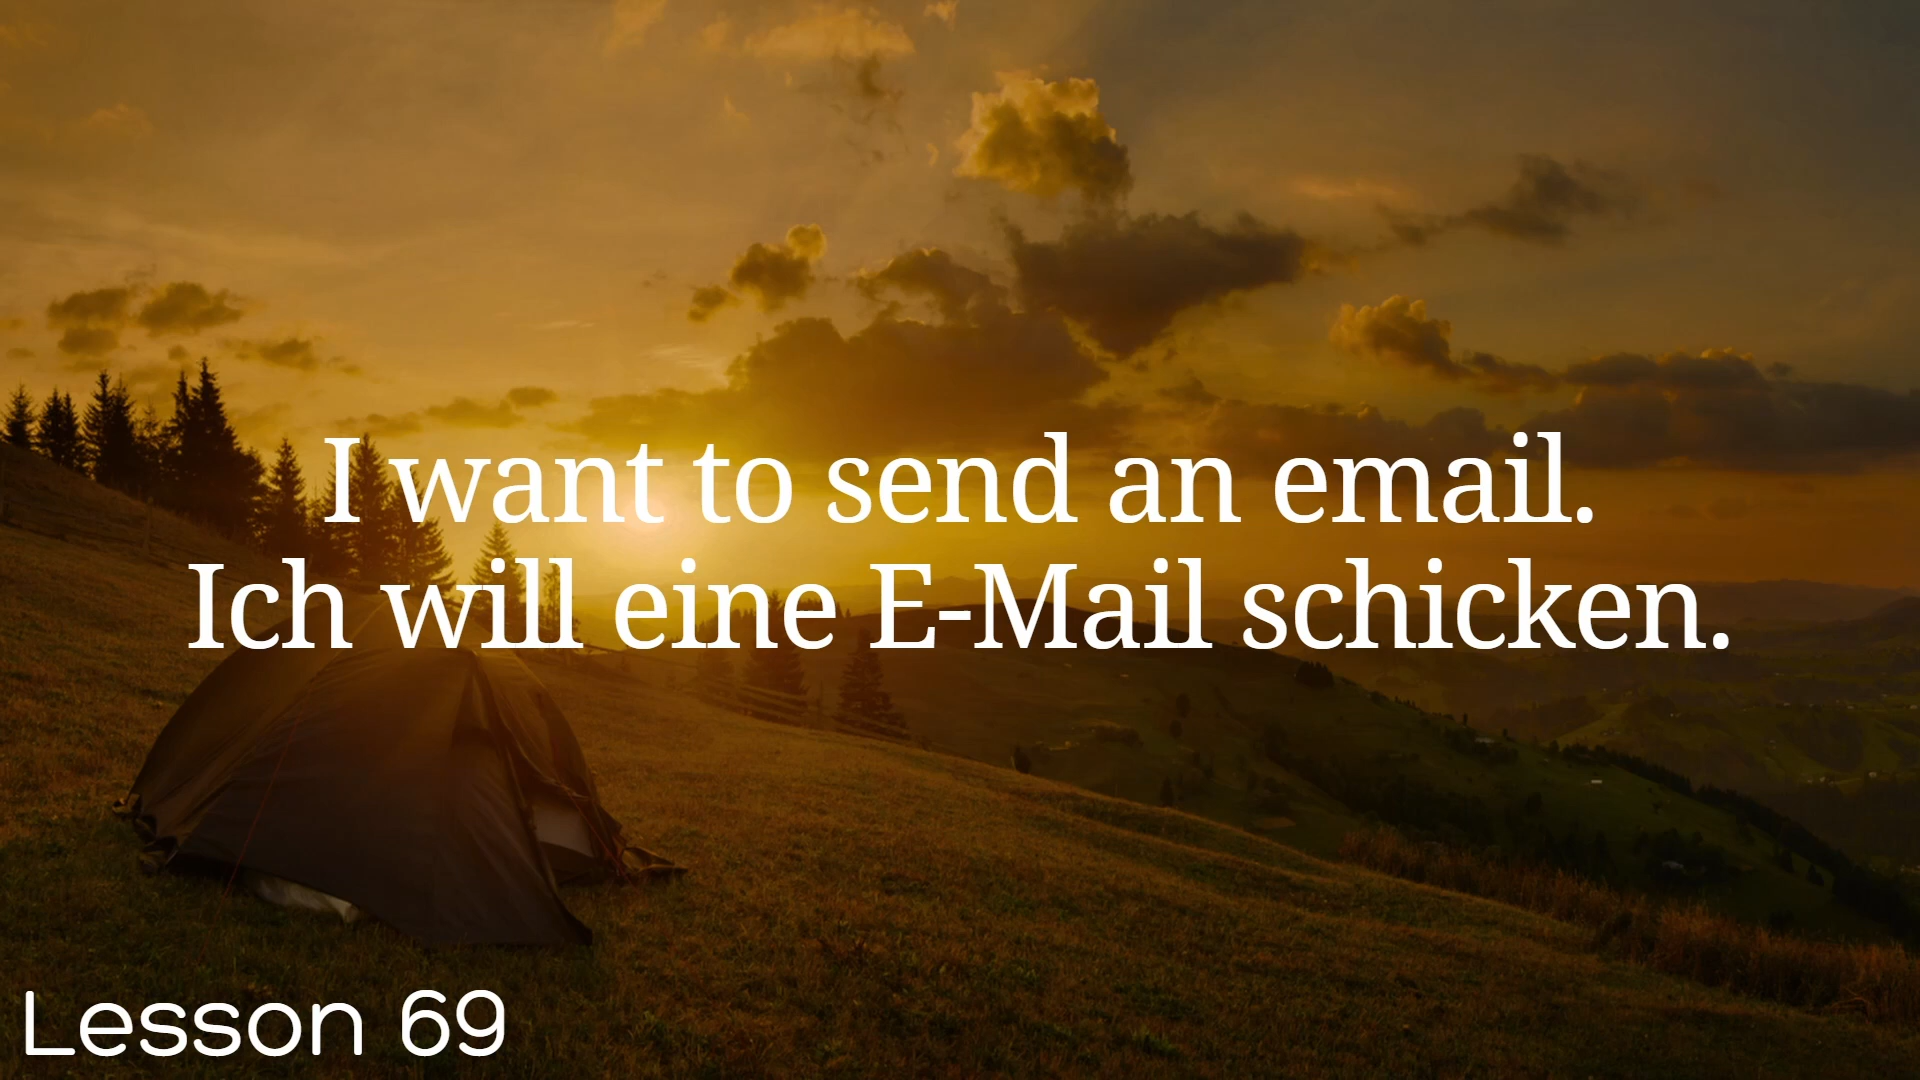 I want to send an email.
Ich will eine E-Mail schicken.
Lesson 69